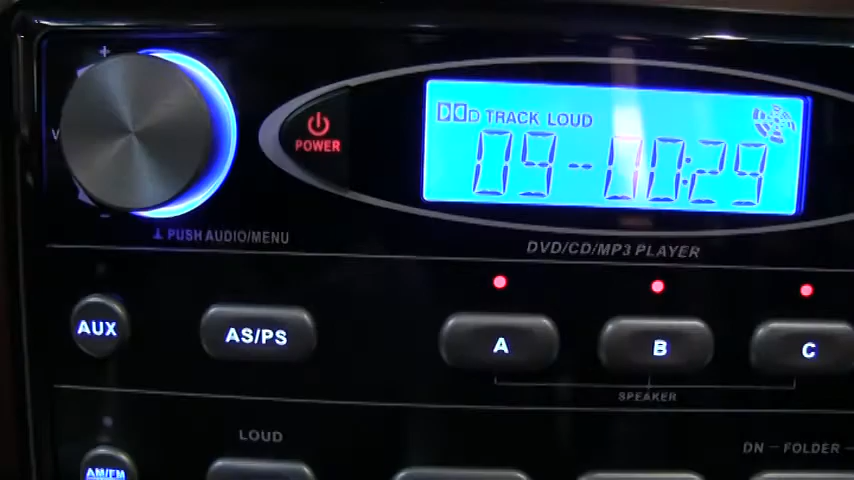 +
V
-
PUSH AUDIO/MENU
POWER
TRACK LOUD
09-00:29
DVD/CD/MP3 PLAYER
AUX
AS/PS
A
B
C
SPEAKER
AM/FM
LOUD
DN - FOLDER -